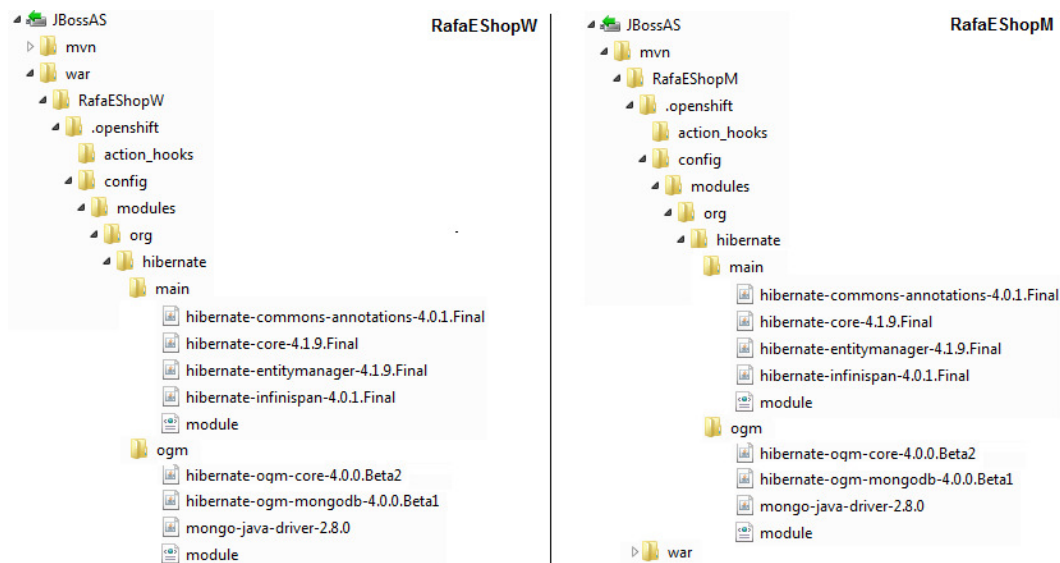 RafaEShopW
JBossAS
mvn
war
RafaEShopW
.openshift
action_hooks
config
modules
org
hibernate
main
hibernate-commons-annotations-4.0.1.Final
hibernate-core-4.1.9.Final
hibernate-entitymanager-4.1.9.Final
hibernate-infinispan-4.0.1.Final
module
ogm
hibernate-ogm-core-4.0.0.Beta2
hibernate-ogm-mongodb-4.0.0.Beta1
mongo-java-driver-2.8.0
module
RafaEShopM
JBossAS
mvn
RafaEShopM
.openshift
action_hooks
config
modules
org
hibernate
main
hibernate-commons-annotations-4.0.1.Final
hibernate-core-4.1.9.Final
hibernate-entitymanager-4.1.9.Final
hibernate-infinispan-4.0.1.Final
module
ogm
hibernate-ogm-core-4.0.0.Beta2
hibernate-ogm-mongodb-4.0.0.Beta1
mongo-java-driver-2.8.0
module
war